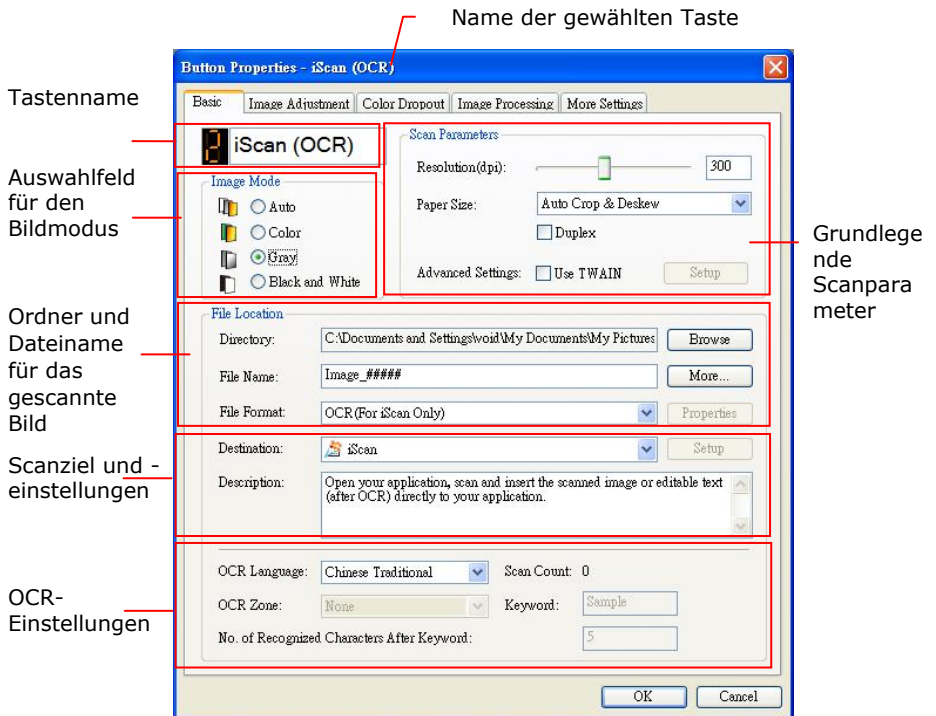 Name der gewählten Taste
Button Properties - iScan (OCR)
Tastenname
Basic Image Adjustment Color Dropout Image Processing More Settings
2 iScan (OCR)
Scan Parameters
Resolution(dpi): 300
Paper Size: Auto Crop & Deskew
Duplex
Advanced Settings: Use TWAIN Setup
Auswahlfeld
für den
Bildmodus
Image Mode
Auto
Color
Gray
Black and White
Grundlege
nde
Scanpara
meter
Ordner und
Dateiname
für das
gescannte
Bild
File Location
Directory: C:\Documents and Settings\void\My Documents\My Pictures Browse
File Name: Image_##### More...
File Format: OCR(For iScan Only) Properties
Scanziel und -
einstellungen
Destination: iScan Setup
Description: Open your application, scan and insert the scanned image or editable text
(after OCR) directly to your application.
OCR-
Einstellungen
OCR Language: Chinese Traditional Scan Count: 0
OCR Zone: None Keyword: Sample
No. of Recognized Characters After Keyword: 5
OK Cancel